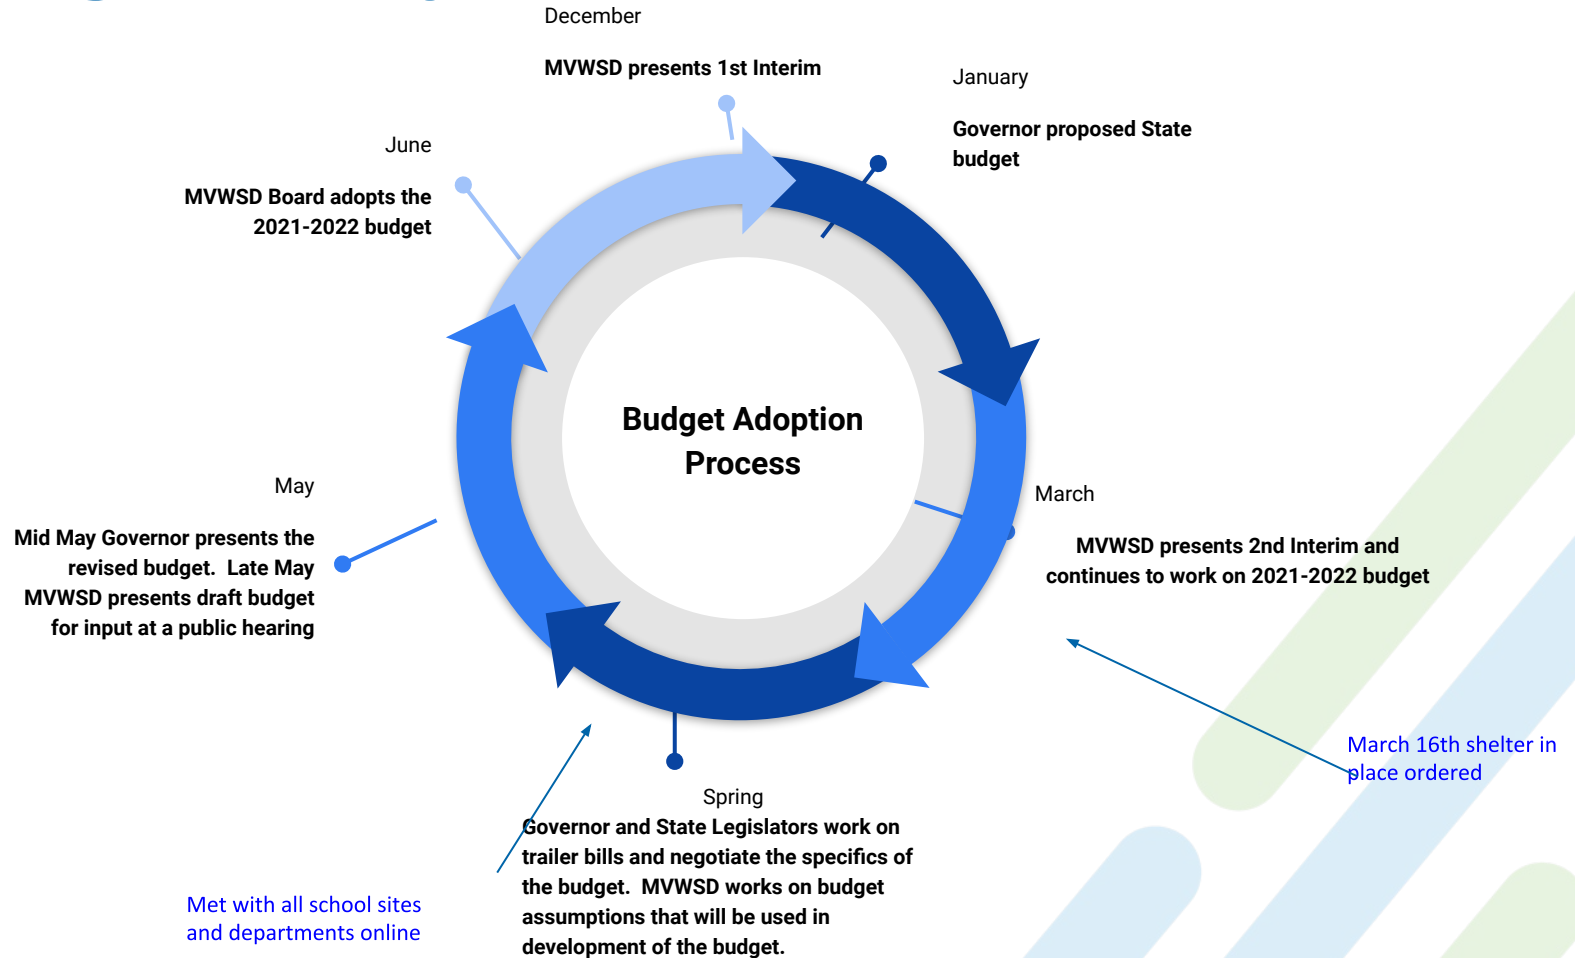 December
MVWSD presents 1st Interim
January
Governor proposed State
budget
June
MVWSD Board adopts the
2021-2022 budget
Budget Adoption
Process
March
MVWSD presents 2nd Interim and
continues to work on 2021-2022 budget
May
Mid May Governor presents the
revised budget. Late May
MVWSD presents draft budget
for input at a public hearing
March 16th shelter in
place ordered
Spring
Governor and State Legislators work on
trailer bills and negotiate the specifics of
the budget. MVWSD works on budget
assumptions that will be used in
development of the budget.
Met with all school sites
and departments online